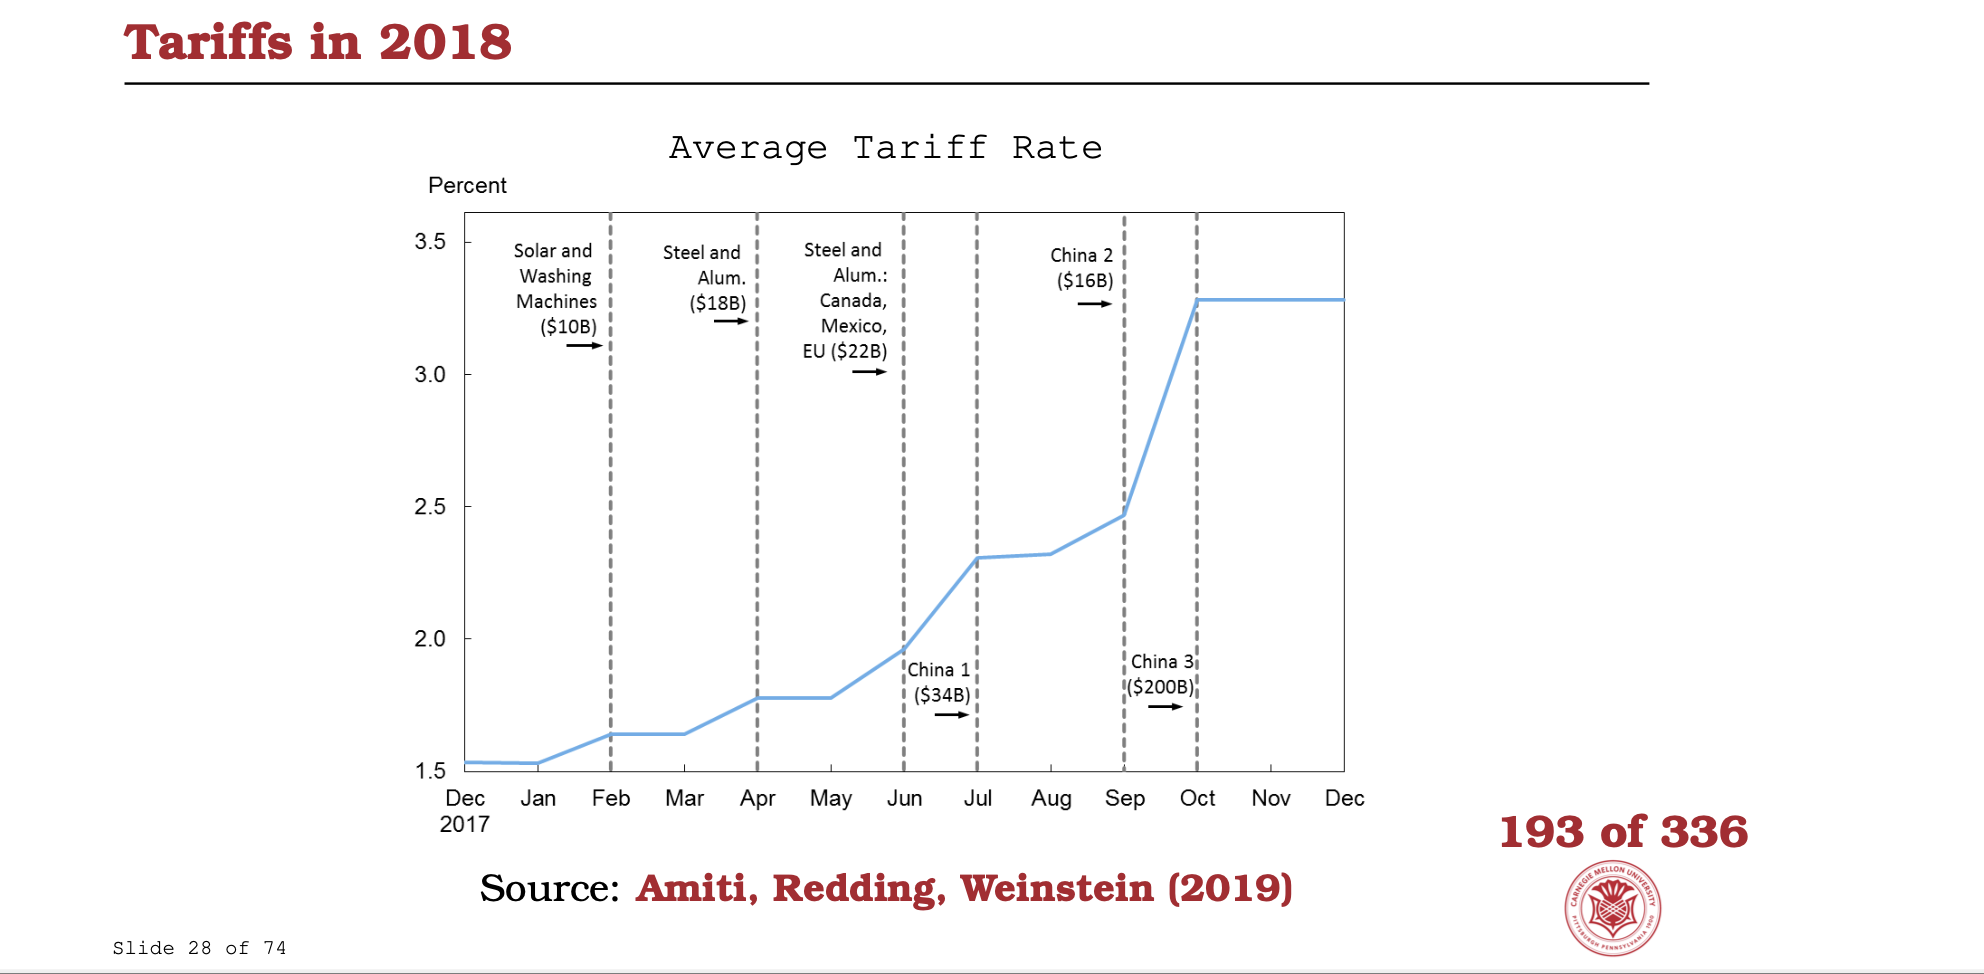 Tariffs in 2018
Average Tariff Rate
Percent
3.5
3.0
2.5
2.0
1.5
Solar and
Washing
Machines
($10B)
Steel and
Alum.
($18B)
Steel and
Alum.:
Canada,
Mexico,
EU ($22B)
China 1
($34B)
China 2
($16B)
China 3
($200B)
Dec Jan Feb Mar Apr May Jun Jul Aug Sep Oct Nov Dec
2017
193 of 336
Source: Amiti, Redding, Weinstein (2019)
CARNEGIE MELLON UNIVERSITY
PITTSBURGH PENNSYLVANIA 1900
Slide 28 of 74